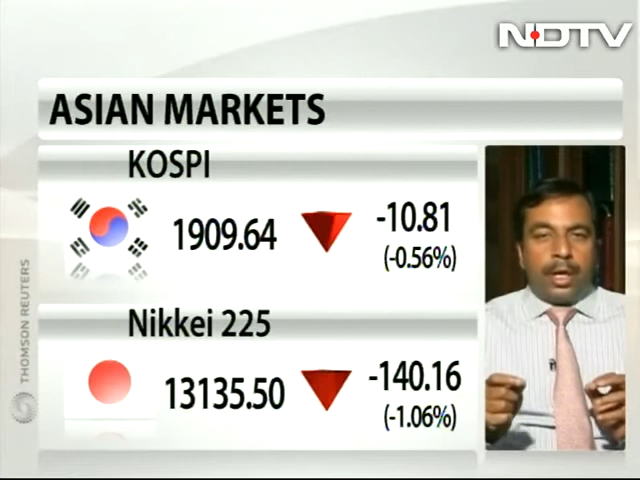 NDTV
ASIAN MARKETS
KOSPI
1909.64
-10.81
(-0.56%)
Nikkei 225
13135.50
-140.16
(-1.06%)
THOMSON REUTERS